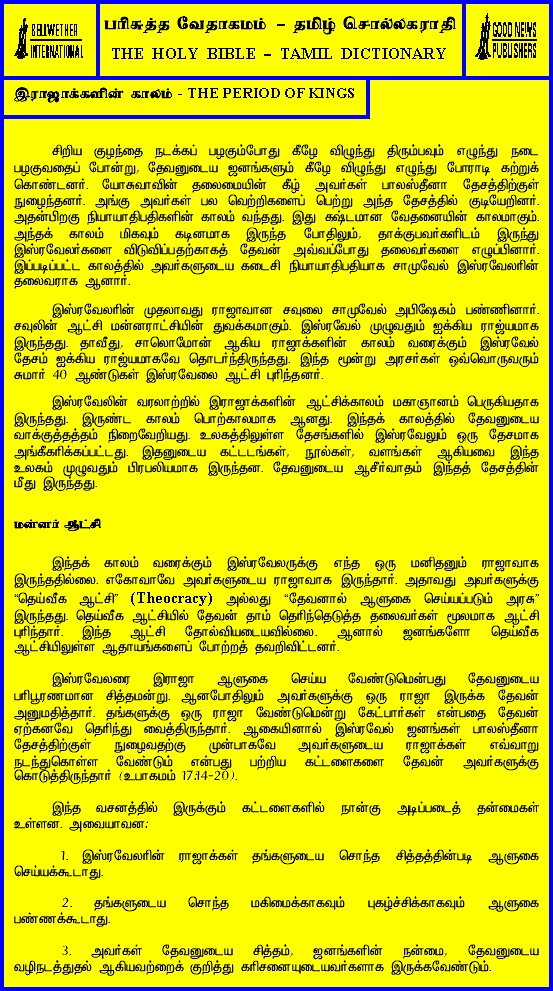 BELLWETHER
INTERNATIONAL
பரிசுத்த வேதாகமம் – தமிழ் சொல்லகராதி
THE HOLY BIBLE – TAMIL DICTIONARY
GOOD NEWS
PUBLISHERS
இராஜாக்களின் காலம் - THE PERIOD OF KINGS
சிறிய குழந்தை நடக்கப் பழகும்போது கீழே விழுந்து திரும்பவும் எழுந்து நடை
பழகுவதைப் போன்று, தேவனுடைய ஜனங்களும் கீழே விழுந்து எழுந்து போராடி கற்றுக்
கொண்டனர். யோசுவாவின் தலைமையின் கீழ் அவர்கள் பாலஸ்தீனா தேசத்திற்குள்
நுழைந்தனர். அங்கு அவர்கள் பல வெற்றிகளைப் பெற்று அந்த தேசத்தில் குடியேறினர்.
அதன்பிறகு நியாயாதிபதிகளின் காலம் வந்தது. இது கஷ்டமான வேதனையின் காலமாகும்.
அந்தக் காலம் மிகவும் கடினமாக இருந்த போதிலும், தாக்குபவர்களிடம் இருந்து
இஸ்ரவேலர்களை விடுவிப்பதற்காகத் தேவன் அவ்வப்போது தலைவர்களை எழுப்பினார்.
இப்படிப்பட்ட காலத்தில் அவர்களுடைய கடைசி நியாயாதிபதியாக சாமுவேல் இஸ்ரவேலரின்
தலைவராக ஆனார்.
இஸ்ரவேலரின் முதலாவது ராஜாவான சவுலை சாமுவேல் அபிஷேகம் பண்ணினார்.
சவுலின் ஆட்சி மன்னராட்சியின் துவக்கமாகும். இஸ்ரவேல் முழுவதும் ஐக்கிய ராஜ்யமாக
இருந்தது. தாவீது, சாலொமோன் ஆகிய ராஜாக்களின் காலம் வரைக்கும் இஸ்ரவேல்
தேசம் ஐக்கிய ராஜ்யமாகவே தொடர்ந்திருந்தது. இந்த மூன்று அரசர்கள் ஒவ்வொருவரும்
சுமார் 40 ஆண்டுகள் இஸ்ரவேலை ஆட்சி புரிந்தனர்.
இஸ்ரவேலின் வரலாற்றில் இராஜாக்களின் ஆட்சிக்காலம் மகாஞானம் பெருகியதாக
இருந்தது. இருண்ட காலம் பொற்காலமாக ஆனது. இந்தக் காலத்தில் தேவனுடைய
வாக்குத்தத்தம் நிறைவேறியது. உலகத்திலுள்ள தேசங்களில் இஸ்ரவேலும் ஒரு தேசமாக
அங்கீகரிக்கப்பட்டது. இதனுடைய கட்டடங்கள், நூல்கள், வளங்கள் ஆகியவை இந்த
உலகம் முழுவதும் பிரபலியமாக இருந்தன. தேவனுடைய ஆசீர்வாதம் இந்தத் தேசத்தின்
மீது இருந்தது.
மன்னர் ஆட்சி
இந்தக் காலம் வரைக்கும் இஸ்ரவேலருக்கு எந்த ஒரு மனிதனும் ராஜாவாக
இருந்ததில்லை. எகோவாவே அவர்களுடைய ராஜாவாக இருந்தார். அதாவது அவர்களுக்கு
“தெய்வீக ஆட்சி” (Theocracy) அல்லது “தேவனால் ஆளுகை செய்யப்படும் அரசு”
இருந்தது. தெய்வீக ஆட்சியில் தேவன் தாம் தெரிந்தெடுத்த தலைவர்கள் மூலமாக ஆட்சி
புரிந்தார். இந்த ஆட்சி தோல்வியடையவில்லை. ஆனால் ஜனங்களோ தெய்வீக
ஆட்சியிலுள்ள ஆதாயங்களைப் போற்றத் தவறிவிட்டனர்.
இஸ்ரவேலரை இராஜா ஆளுகை செய்ய வேண்டுமென்பது தேவனுடைய
பரிபூரணமான சித்தமன்று. ஆனபோதிலும் அவர்களுக்கு ஒரு ராஜா இருக்க தேவன்
அனுமதித்தார். தங்களுக்கு ஒரு ராஜா வேண்டுமென்று கேட்பார்கள் என்பதை தேவன்
ஏற்கனவே தெரிந்து வைத்திருந்தார். ஆகையினால் இஸ்ரவேல் ஜனங்கள் பாலஸ்தீனா
தேசத்திற்குள் நுழைவதற்கு முன்பாகவே அவர்களுடைய ராஜாக்கள் எவ்வாறு
நடந்துகொள்ள வேண்டும் என்பது பற்றிய கட்டளைகளை தேவன் அவர்களுக்கு
கொடுத்திருந்தார் (உபாகமம் 17:14-20).
இந்த வசனத்தில் இருக்கும் கட்டளைகளில் நான்கு அடிப்படைத் தன்மைகள்
உள்ளன. அவையாவன:
1. இஸ்ரவேலரின் ராஜாக்கள் தங்களுடைய சொந்த சித்தத்தின்படி ஆளுகை
செய்யக்கூடாது.
2. தங்களுடைய சொந்த மகிமைக்காகவும் புகழ்ச்சிக்காகவும் ஆளுகை
பண்ணக்கூடாது.
3. அவர்கள் தேவனுடைய சித்தம், ஜனங்களின் நன்மை, தேவனுடைய
வழிநடத்துதல் ஆகியவற்றைக் குறித்து கரிசனையுடையவர்களாக இருக்கவேண்டும்.